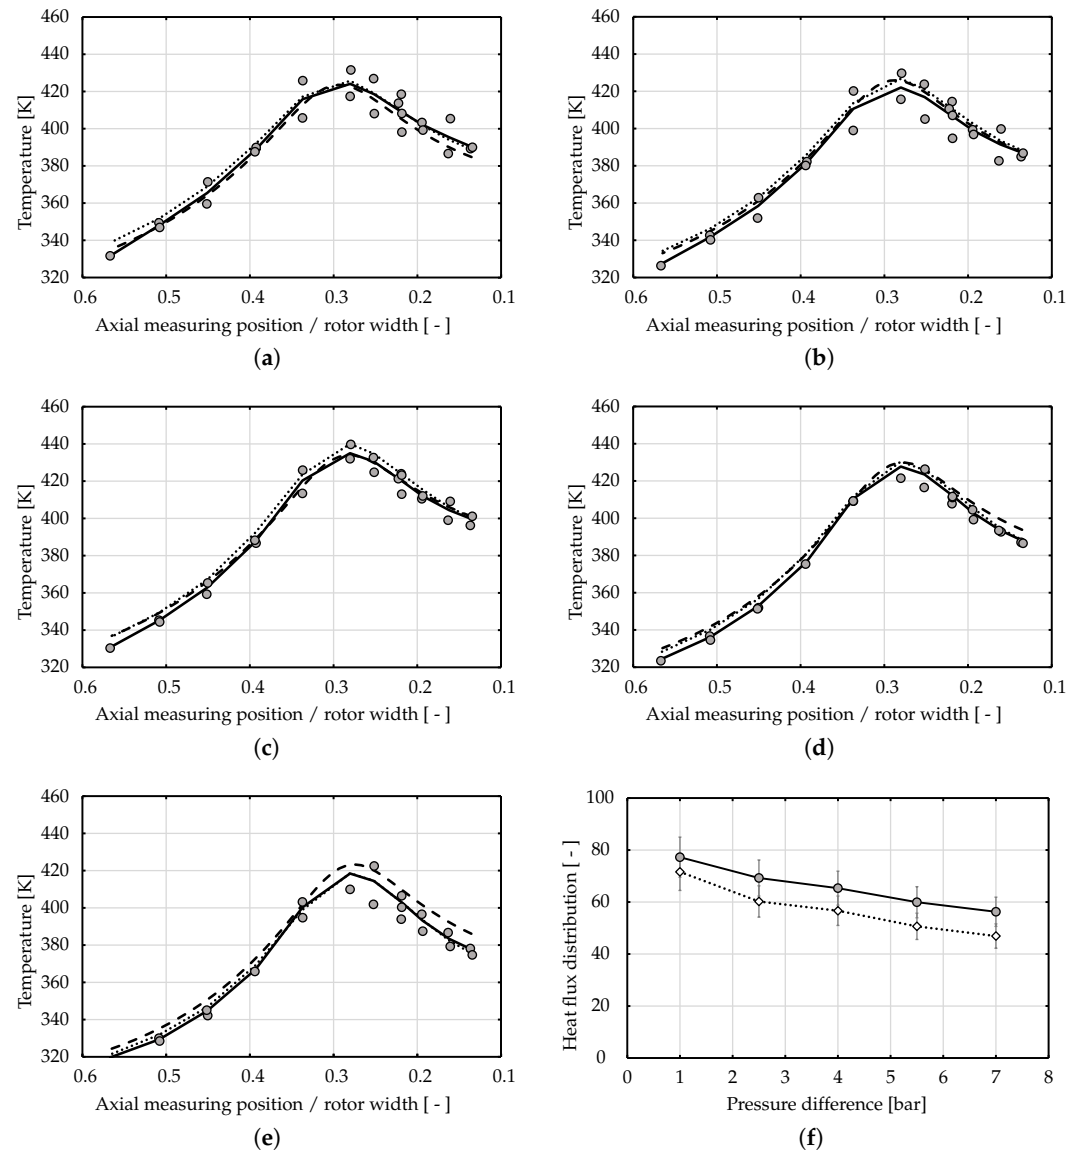 460
440
420
400
380
360
340
320
Temperature [K]
0.6 0.5 0.4 0.3 0.2 0.1
Axial measuring position / rotor width [ - ]
(a)
460
440
420
400
380
360
340
320
Temperature [K]
0.6 0.5 0.4 0.3 0.2 0.1
Axial measuring position / rotor width [ - ]
(b)
460
440
420
400
380
360
340
320
Temperature [K]
0.6 0.5 0.4 0.3 0.2 0.1
Axial measuring position / rotor width [ - ]
(c)
460
440
420
400
380
360
340
320
Temperature [K]
0.6 0.5 0.4 0.3 0.2 0.1
Axial measuring position / rotor width [ - ]
(d)
460
440
420
400
380
360
340
320
Temperature [K]
0.6 0.5 0.4 0.3 0.2 0.1
Axial measuring position / rotor width [ - ]
(e)
100
80
60
40
20
0
Heat flux distribution [ - ]
0 1 2 3 4 5 6 7 8
Pressure difference [bar]
(f)